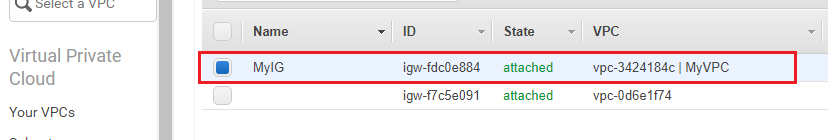 Select a VPC
Virtual Private
Cloud
Your VPCs
Name ID State VPC
MyIG igw-fdc0e884 attached vpc-3424184c | MyVPC
igw-f7c5e091 attached vpc-0d6e1f74